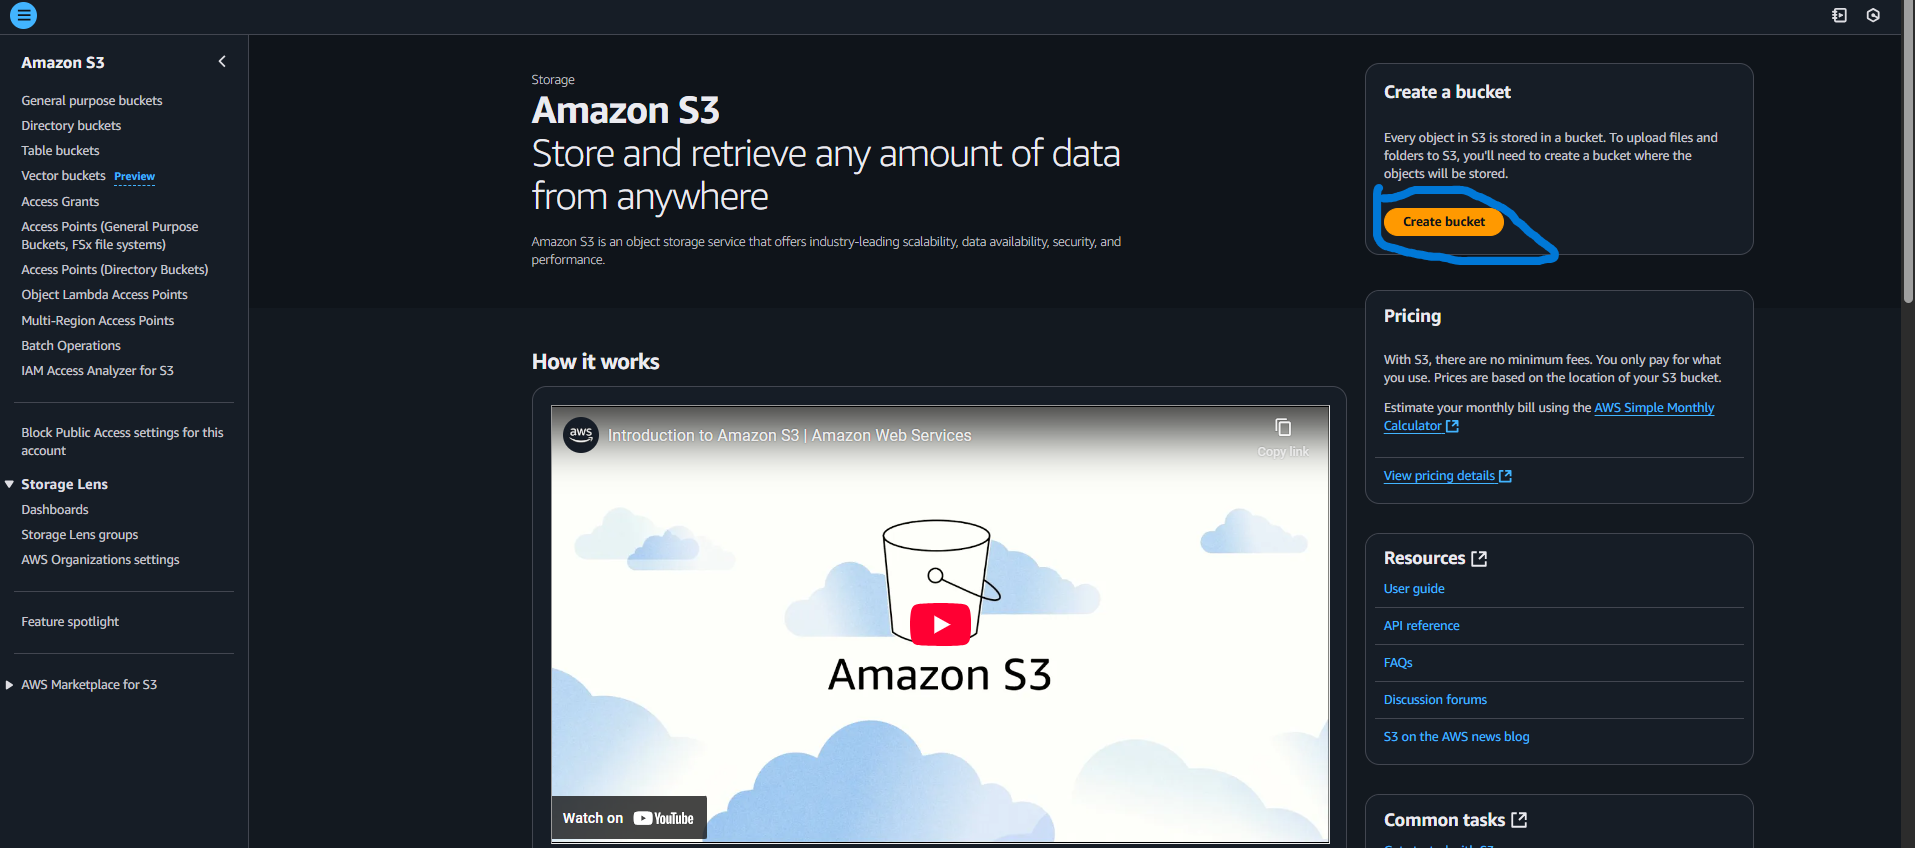 Amazon S3
General purpose buckets
Directory buckets
Table buckets
Vector buckets Preview
Access Grants
Access Points (General Purpose
Buckets, FSx file systems)
Access Points (Directory Buckets)
Object Lambda Access Points
Multi-Region Access Points
Batch Operations
IAM Access Analyzer for S3
Block Public Access settings for this
account
Storage Lens
Dashboards
Storage Lens groups
AWS Organizations settings
Feature spotlight
AWS Marketplace for S3
Storage
Amazon S3
Store and retrieve any amount of data
from anywhere
Amazon S3 is an object storage service that offers industry-leading scalability, data availability, security, and
performance.
How it works
aws
Introduction to Amazon S3 | Amazon Web Services
Copy link
Amazon S3
Watch on YouTube
Create a bucket
Every object in S3 is stored in a bucket. To upload files and
folders to S3, you'll need to create a bucket where the
objects will be stored.
Create bucket
Pricing
With S3, there are no minimum fees. You only pay for what
you use. Prices are based on the location of your S3 bucket.
Estimate your monthly bill using the AWS Simple Monthly
Calculator
View pricing details
Resources
User guide
API reference
FAQs
Discussion forums
S3 on the AWS news blog
Common tasks